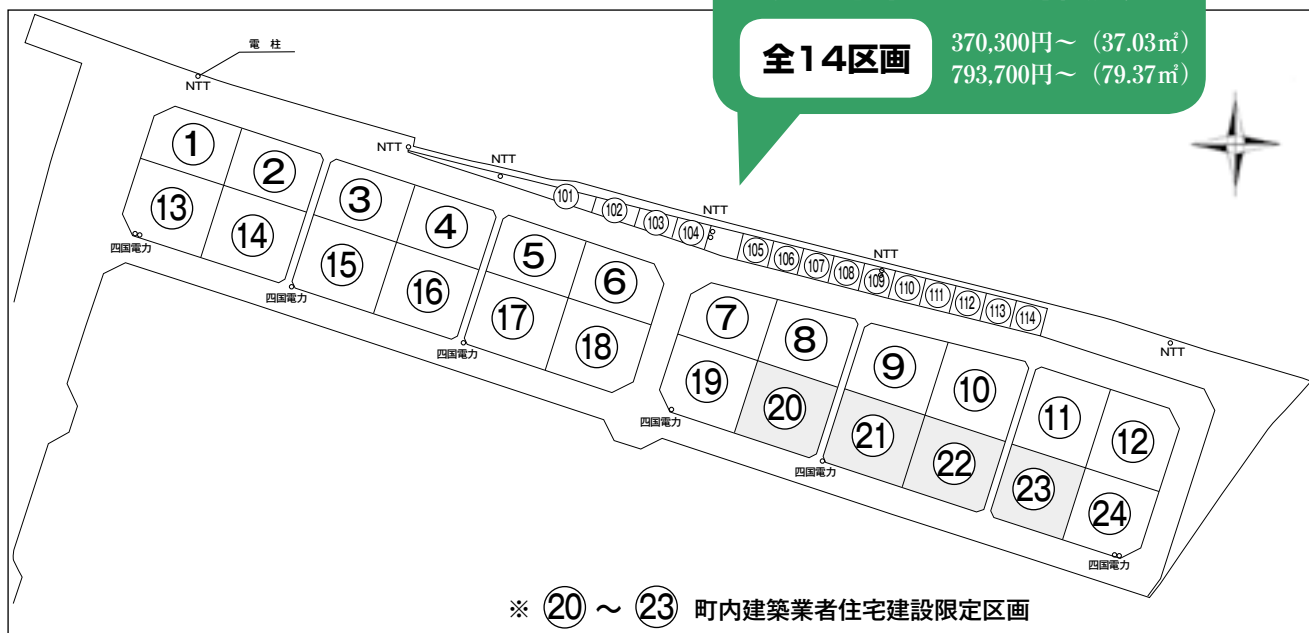 全14区画
370,300円～（37.03㎡）
793,700円～（79.37㎡）
電柱
NTT
NTT
NTT
NTT
NTT
NTT
① ② ③ ④ ⑤ ⑥ ⑦ ⑧ ⑨ ⑩ ⑪ ⑫
⑬ ⑭ ⑮ ⑯ ⑰ ⑱ ⑲ ⑳ ㉑ ㉒ ㉓ ㉔
101 102 103 104 105 106 107 108 109 110 111 112 113 114
四国電力
四国電力
四国電力
四国電力
四国電力
四国電力
※ ⑳ ～ ㉓ 町内建築業者住宅建設限定区画